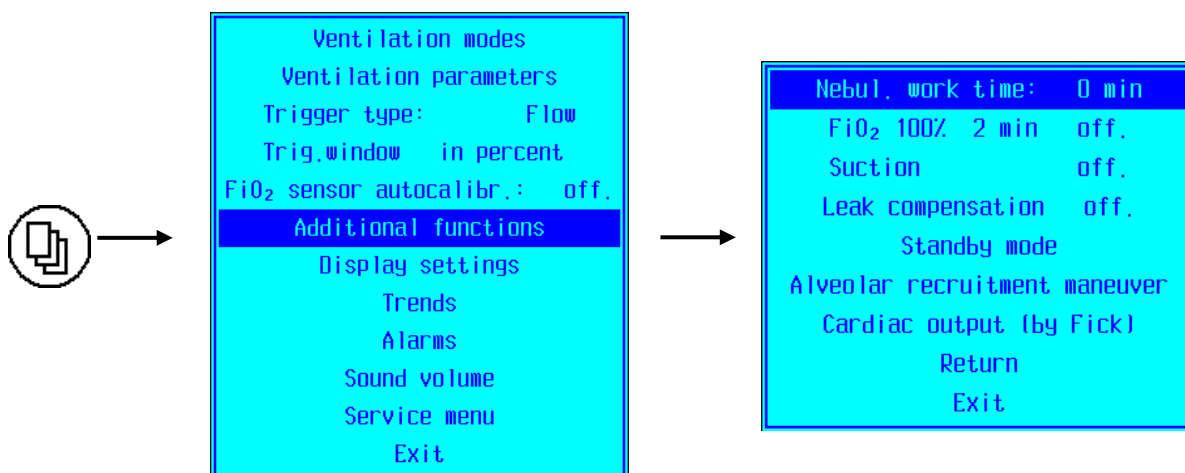 Ventilation modes
Ventilation parameters
Trigger type: Flow
Trig.window in percent
FiO₂ sensor autocalibr.: off.
Additional functions
Display settings
Trends
Alarms
Sound volume
Service menu
Exit
Nebul. work time: 0 min
FiO₂ 100% 2 min off.
Suction off.
Leak compensation off.
Standby mode
Alveolar recruitment maneuver
Cardiac output (by Fick)
Return
Exit